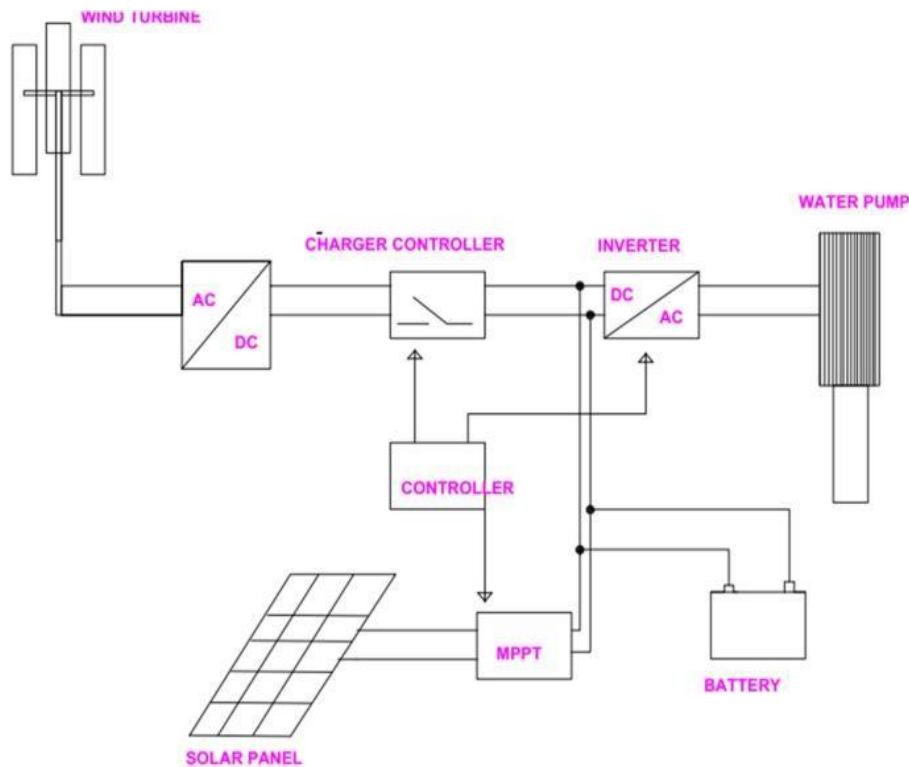 WIND TURBINE
WATER PUMP
CHARGER CONTROLLER
INVERTER
AC
DC
DC
AC
CONTROLLER
MPPT
BATTERY
SOLAR PANEL